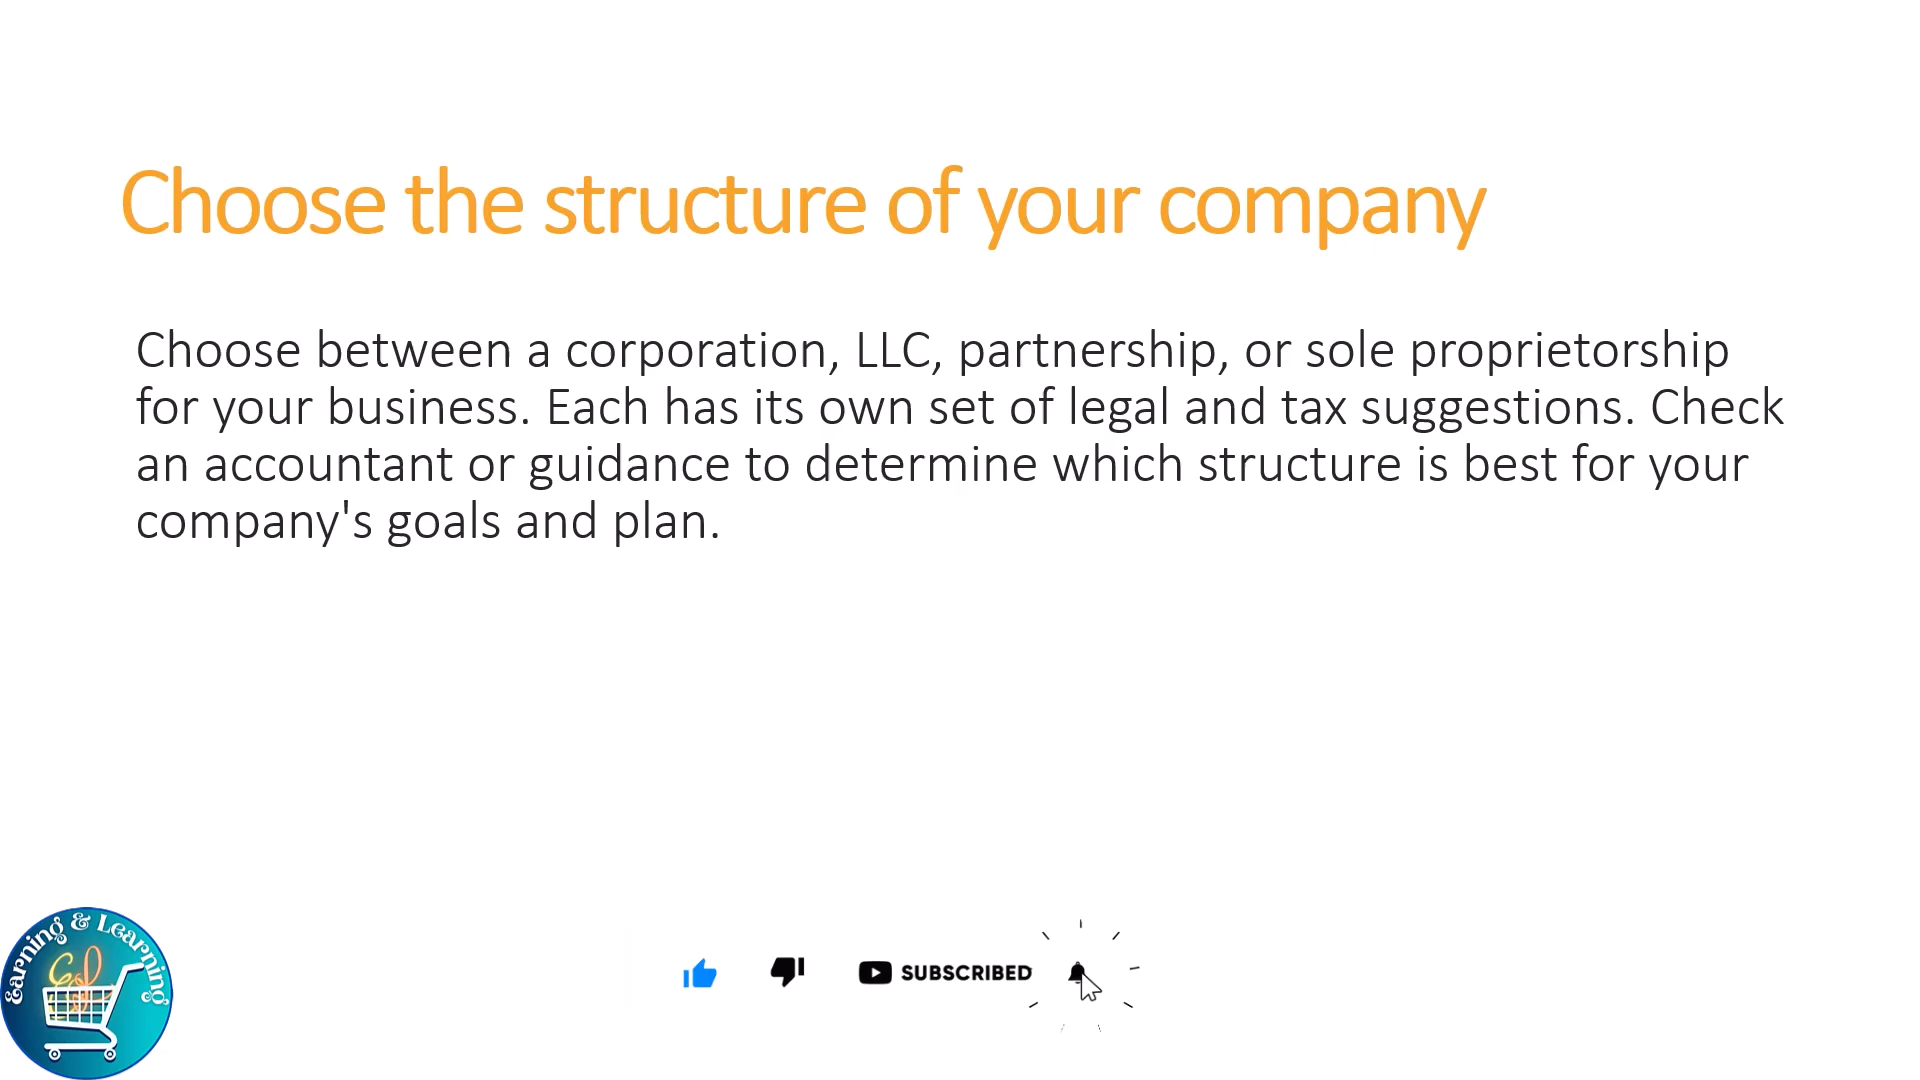 Choose the structure of your company
Choose between a corporation, LLC, partnership, or sole proprietorship
for your business. Each has its own set of legal and tax suggestions. Check
an accountant or guidance to determine which structure is best for your
company's goals and plan.
Earning & Learning
SUBSCRIBED